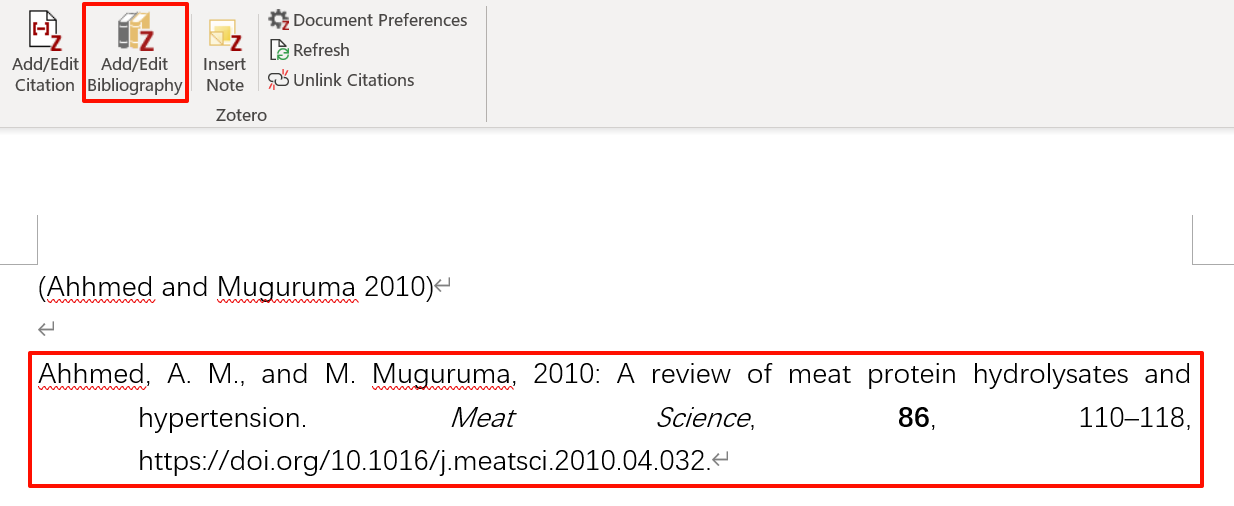 Document Preferences
Add/Edit Citation
Add/Edit Bibliography
Insert Note
Refresh
Unlink Citations
Zotero
(Ahhmed and Muguruma 2010)
Ahhmed, A. M., and M. Muguruma, 2010: A review of meat protein hydrolysates and
hypertension. Meat Science, 86, 110–118,
https://doi.org/10.1016/j.meatsci.2010.04.032.